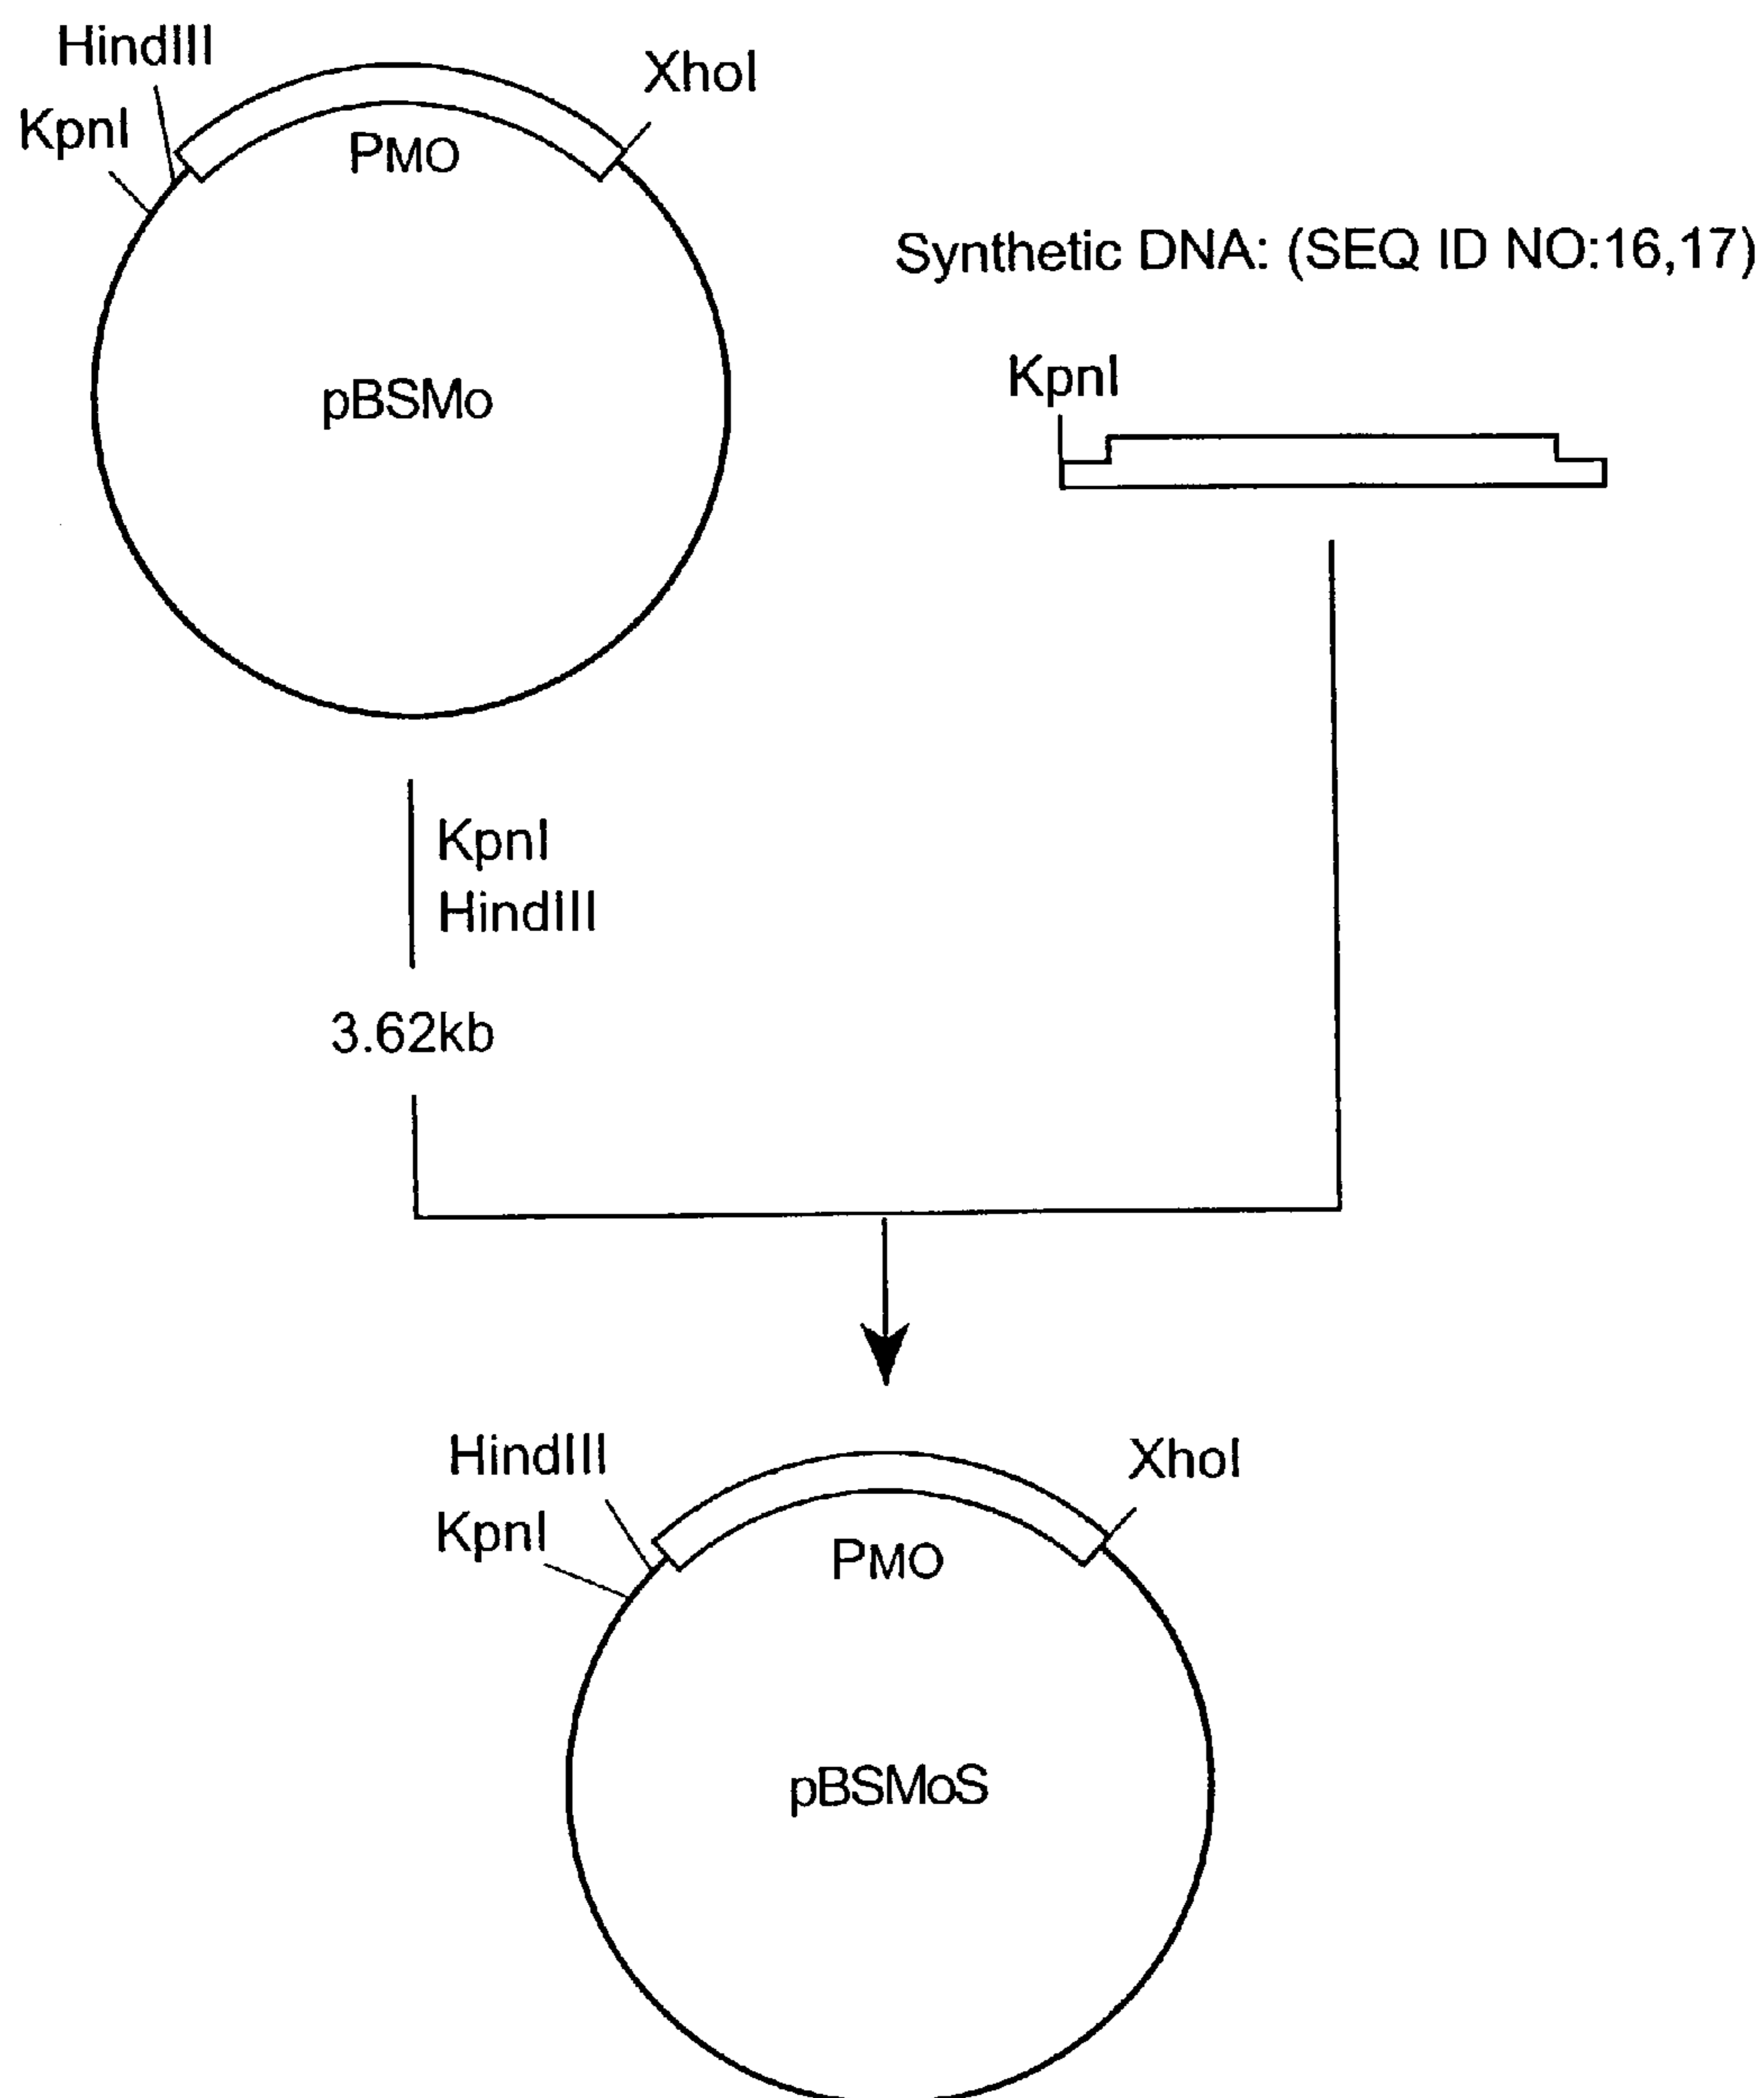 HindIII
KpnI
XhoI
PMO
pBSMo
Synthetic DNA: (SEQ ID NO:16,17)
KpnI
KpnI
HindIII
3.62kb
HindIII
KpnI
XhoI
PMO
pBSMoS